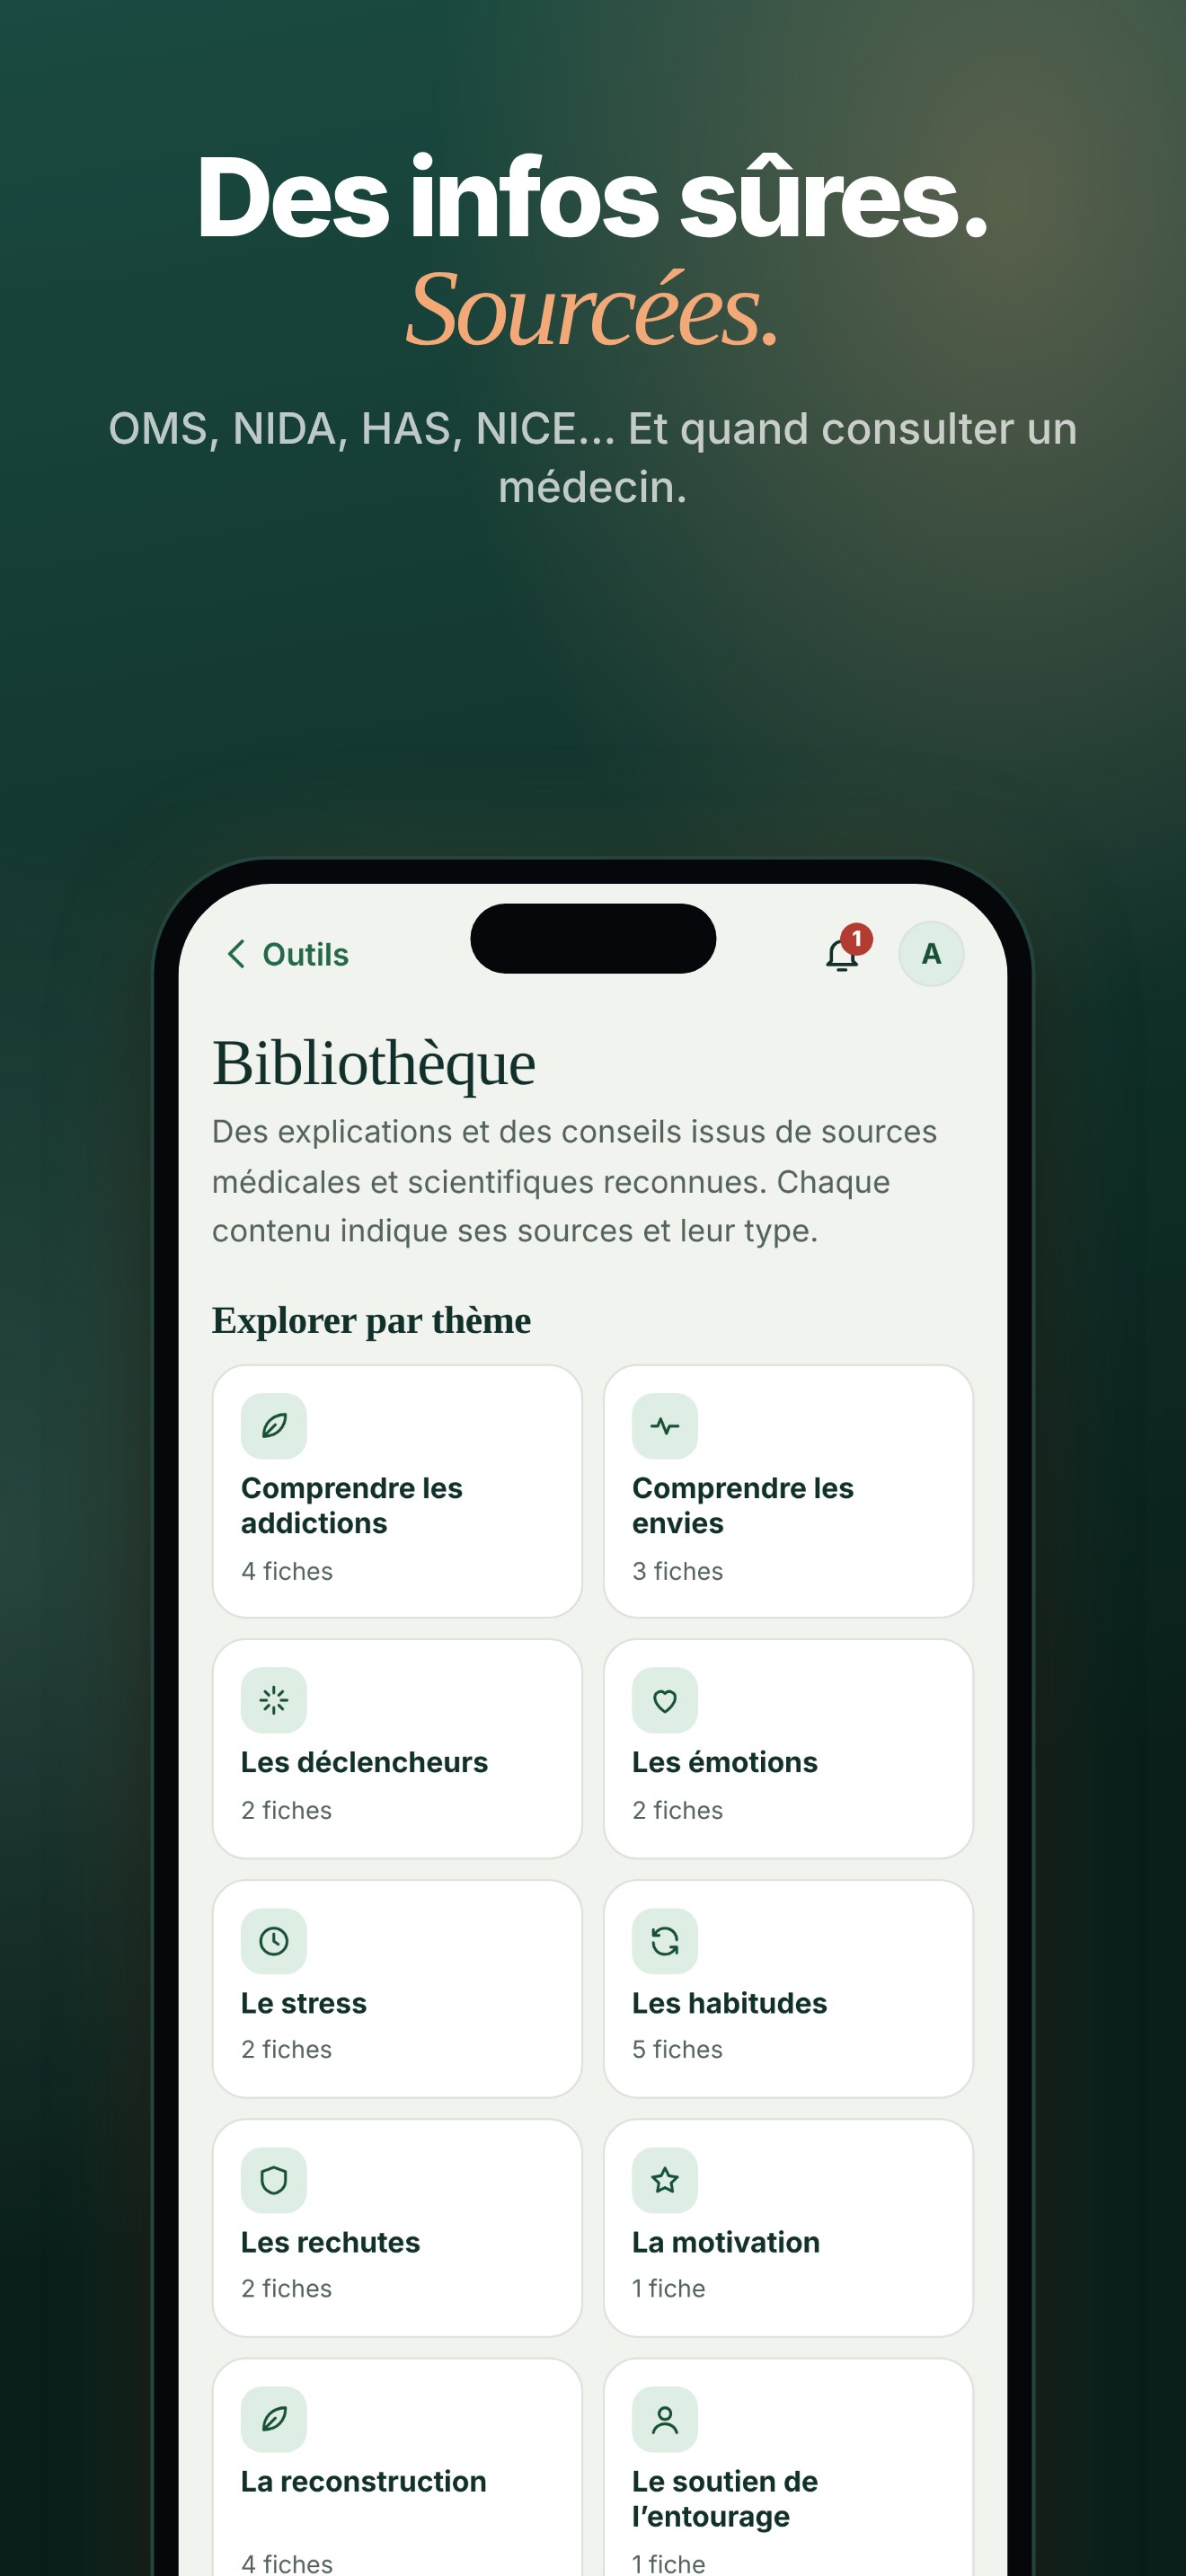 Des infos sûres.
Sourcées.
OMS, NIDA, HAS, NICE… Et quand consulter un
médecin.
Outils
1
A
Bibliothèque
Des explications et des conseils issus de sources
médicales et scientifiques reconnues. Chaque
contenu indique ses sources et leur type.
Explorer par thème
Comprendre les
addictions
4 fiches
Comprendre les
envies
3 fiches
Les déclencheurs
2 fiches
Les émotions
2 fiches
Le stress
2 fiches
Les habitudes
5 fiches
Les rechutes
2 fiches
La motivation
1 fiche
La reconstruction
4 fiches
Le soutien de
l’entourage
1 fiche